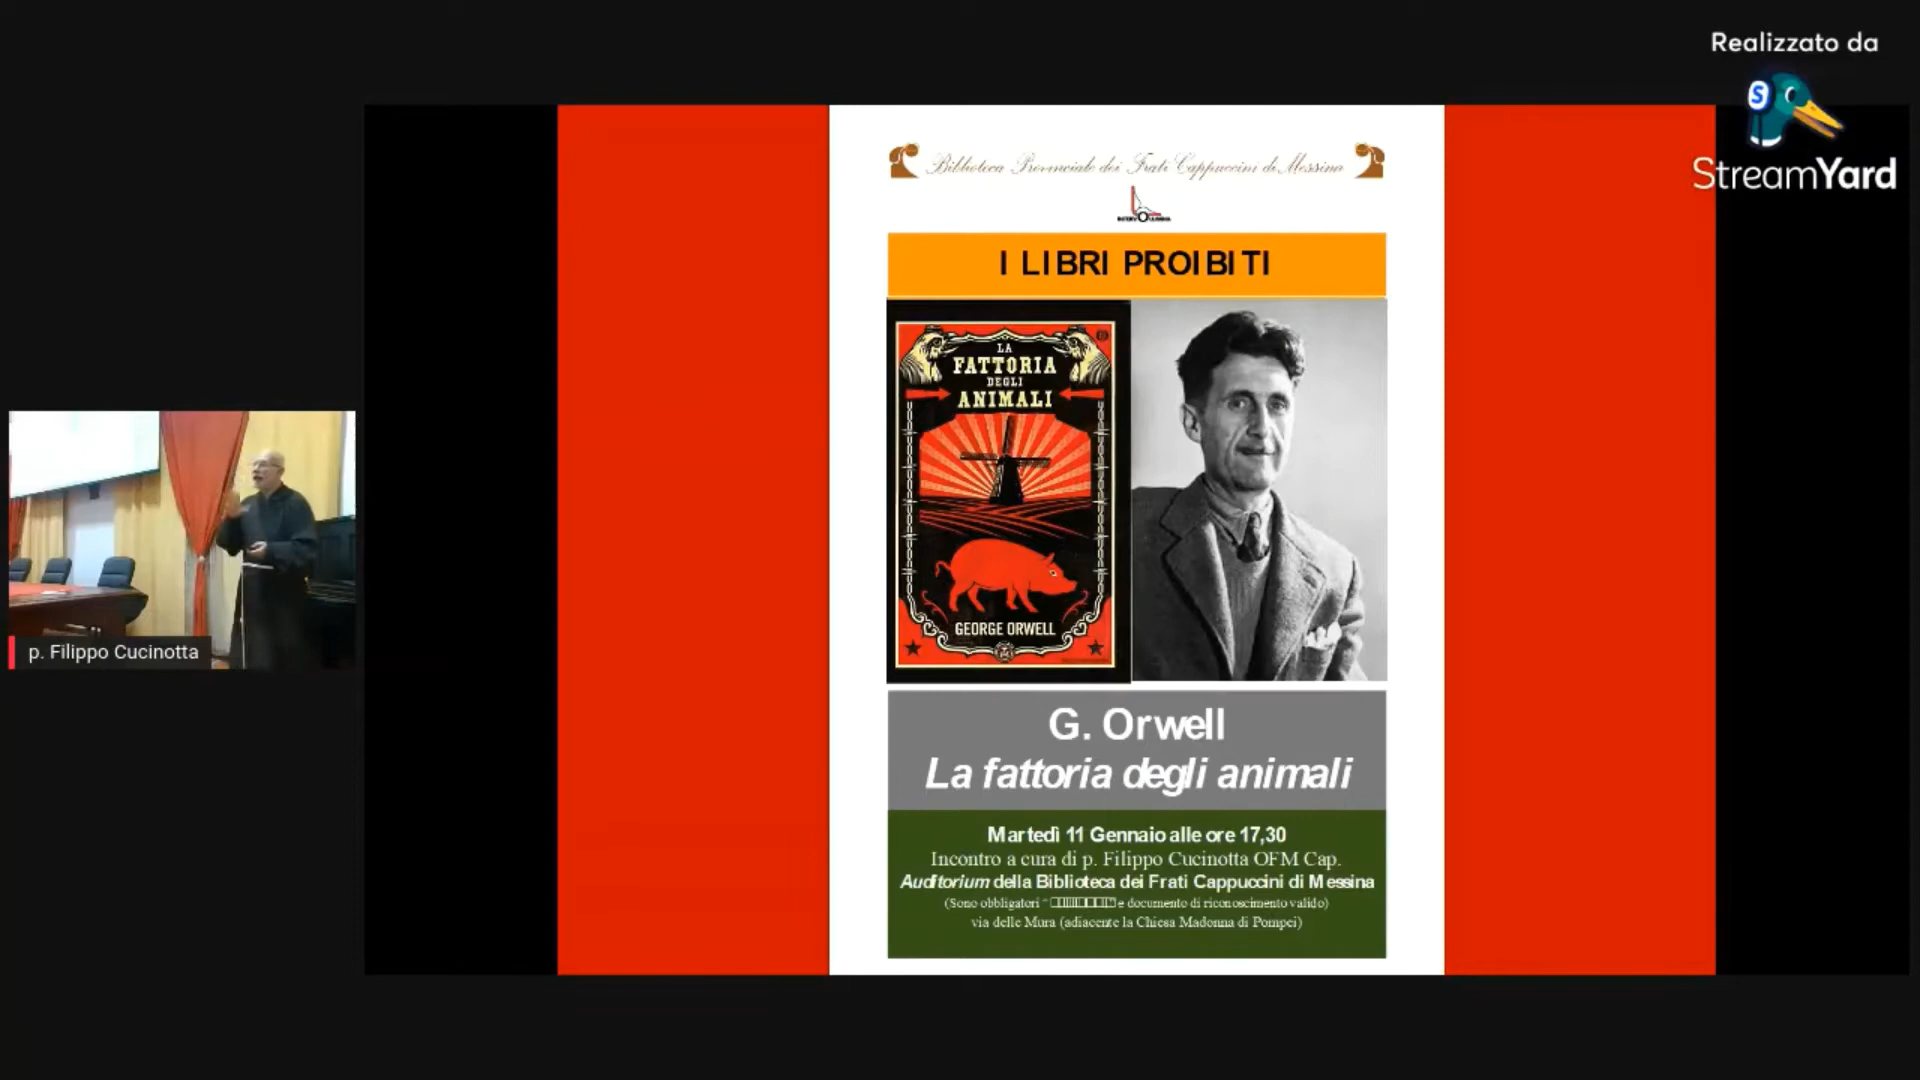 Realizzato da
StreamYard
Biblioteca Provinciale dei Frati Cappuccini di Messina
I LIBRI PROIBITI
LA
FATTORIA
DEGLI
ANIMALI
GEORGE ORWELL
G. Orwell
La fattoria degli animali
Martedì 11 Gennaio alle ore 17,30
Incontro a cura di p. Filippo Cucinotta OFM Cap.
Auditorium della Biblioteca dei Frati Cappuccini di Messina
(Sono obbligatori " " e documento di riconoscimento valido)
via delle Mura (adiacente la Chiesa Madonna di Pompei)
p. Filippo Cucinotta